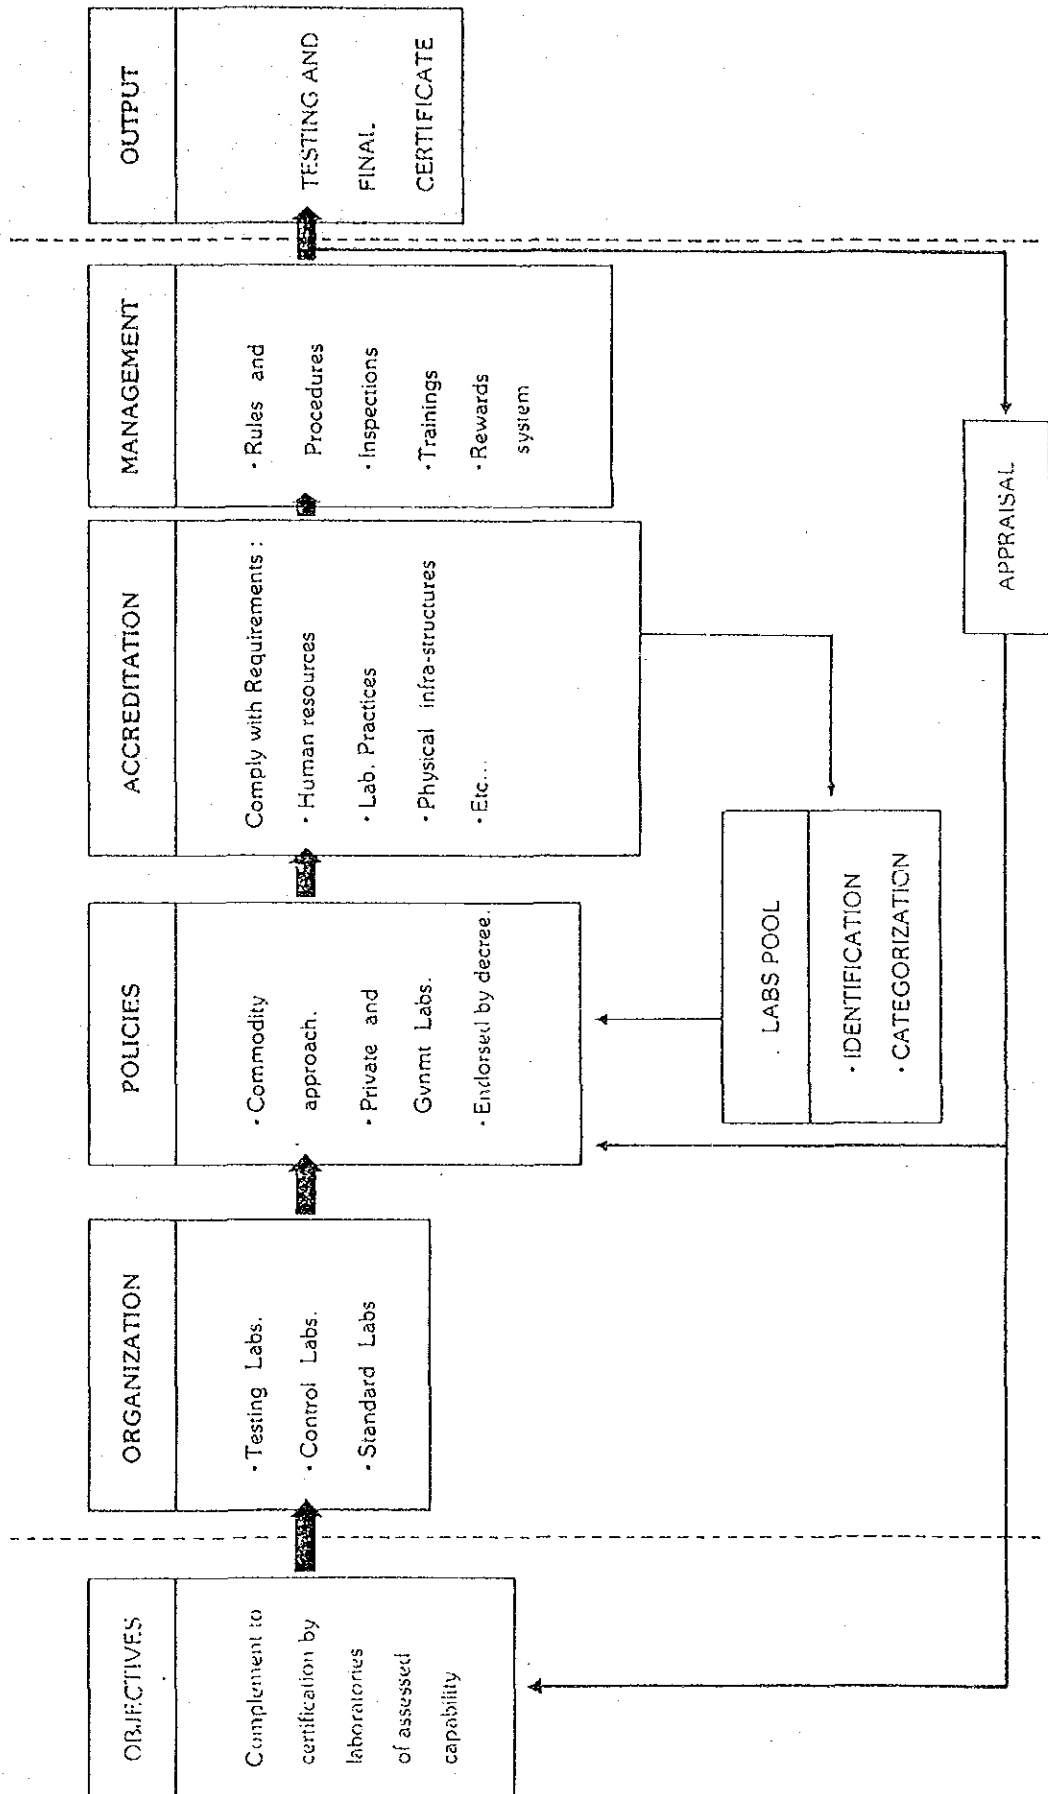 OBJECTIVES
Complement to
certification by
laboratories
of assessed
capability
ORGANIZATION
· Testing Labs.
· Control Labs.
· Standard Labs
POLICIES
· Commodity
approach.
· Private and
Gvnmt Labs.
· Endorsed by decree.
ACCREDITATION
Comply with Requirements :
· Human resources
· Lab. Practices
· Physical infra-structures
· Etc...
MANAGEMENT
· Rules and
Procedures
· Inspections
· Trainings
· Rewards
system
OUTPUT
TESTING AND
FINAL
CERTIFICATE
LABS POOL
· IDENTIFICATION
· CATEGORIZATION
APPRAISAL